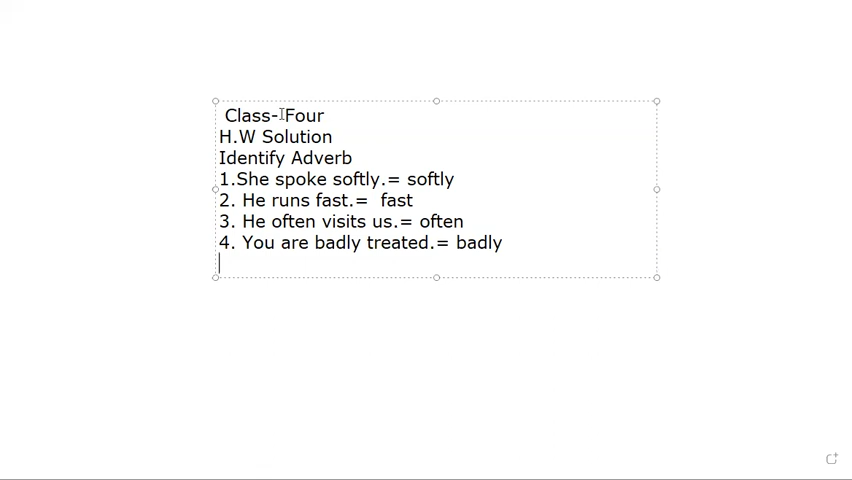 Class- Four
H.W Solution
Identify Adverb
1.She spoke softly.= softly
2. He runs fast.=  fast
3. He often visits us.= often
4. You are badly treated.= badly